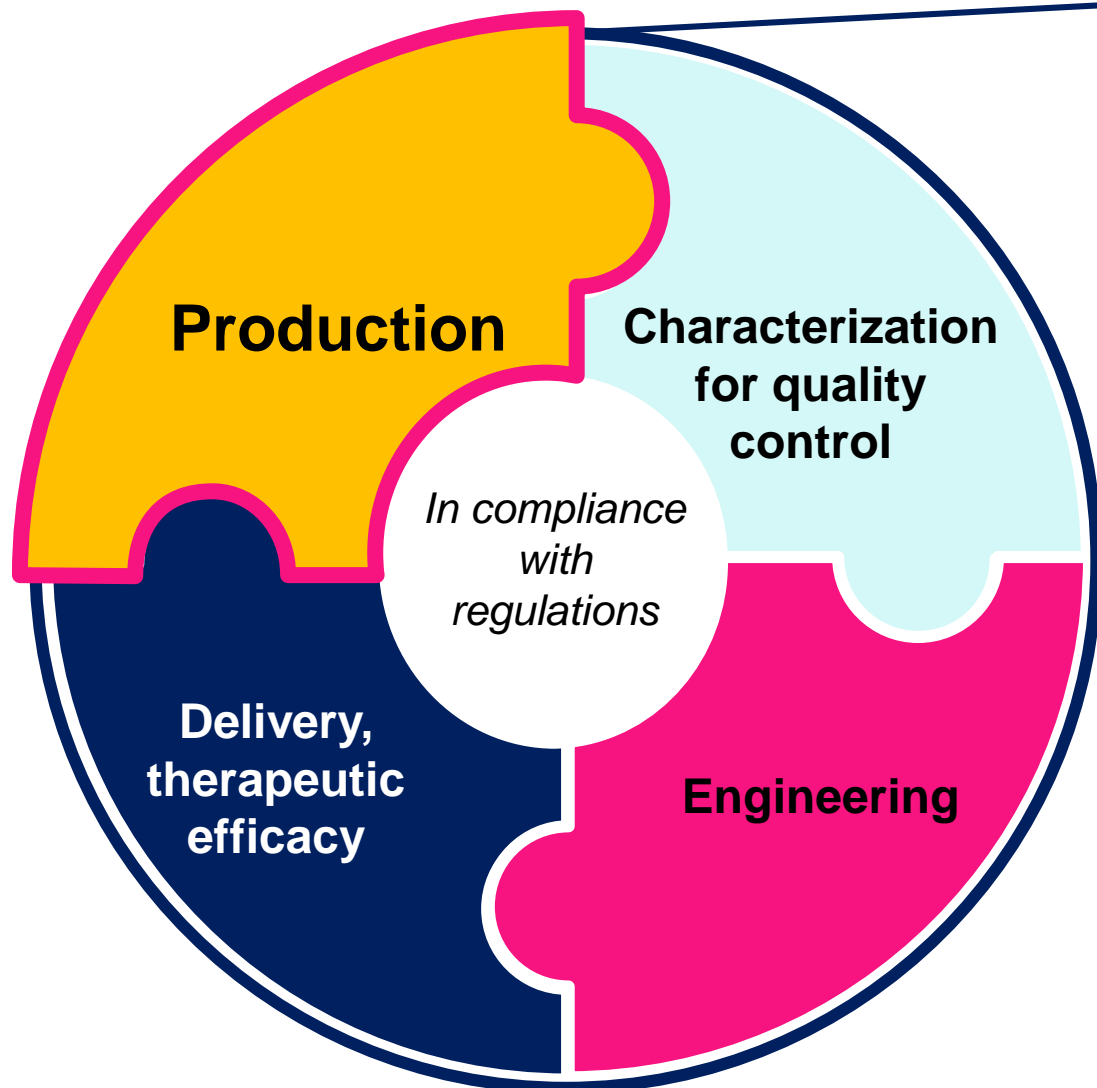 Production
Characterization
for quality
control
In compliance
with
regulations
Delivery,
therapeutic
efficacy
Engineering